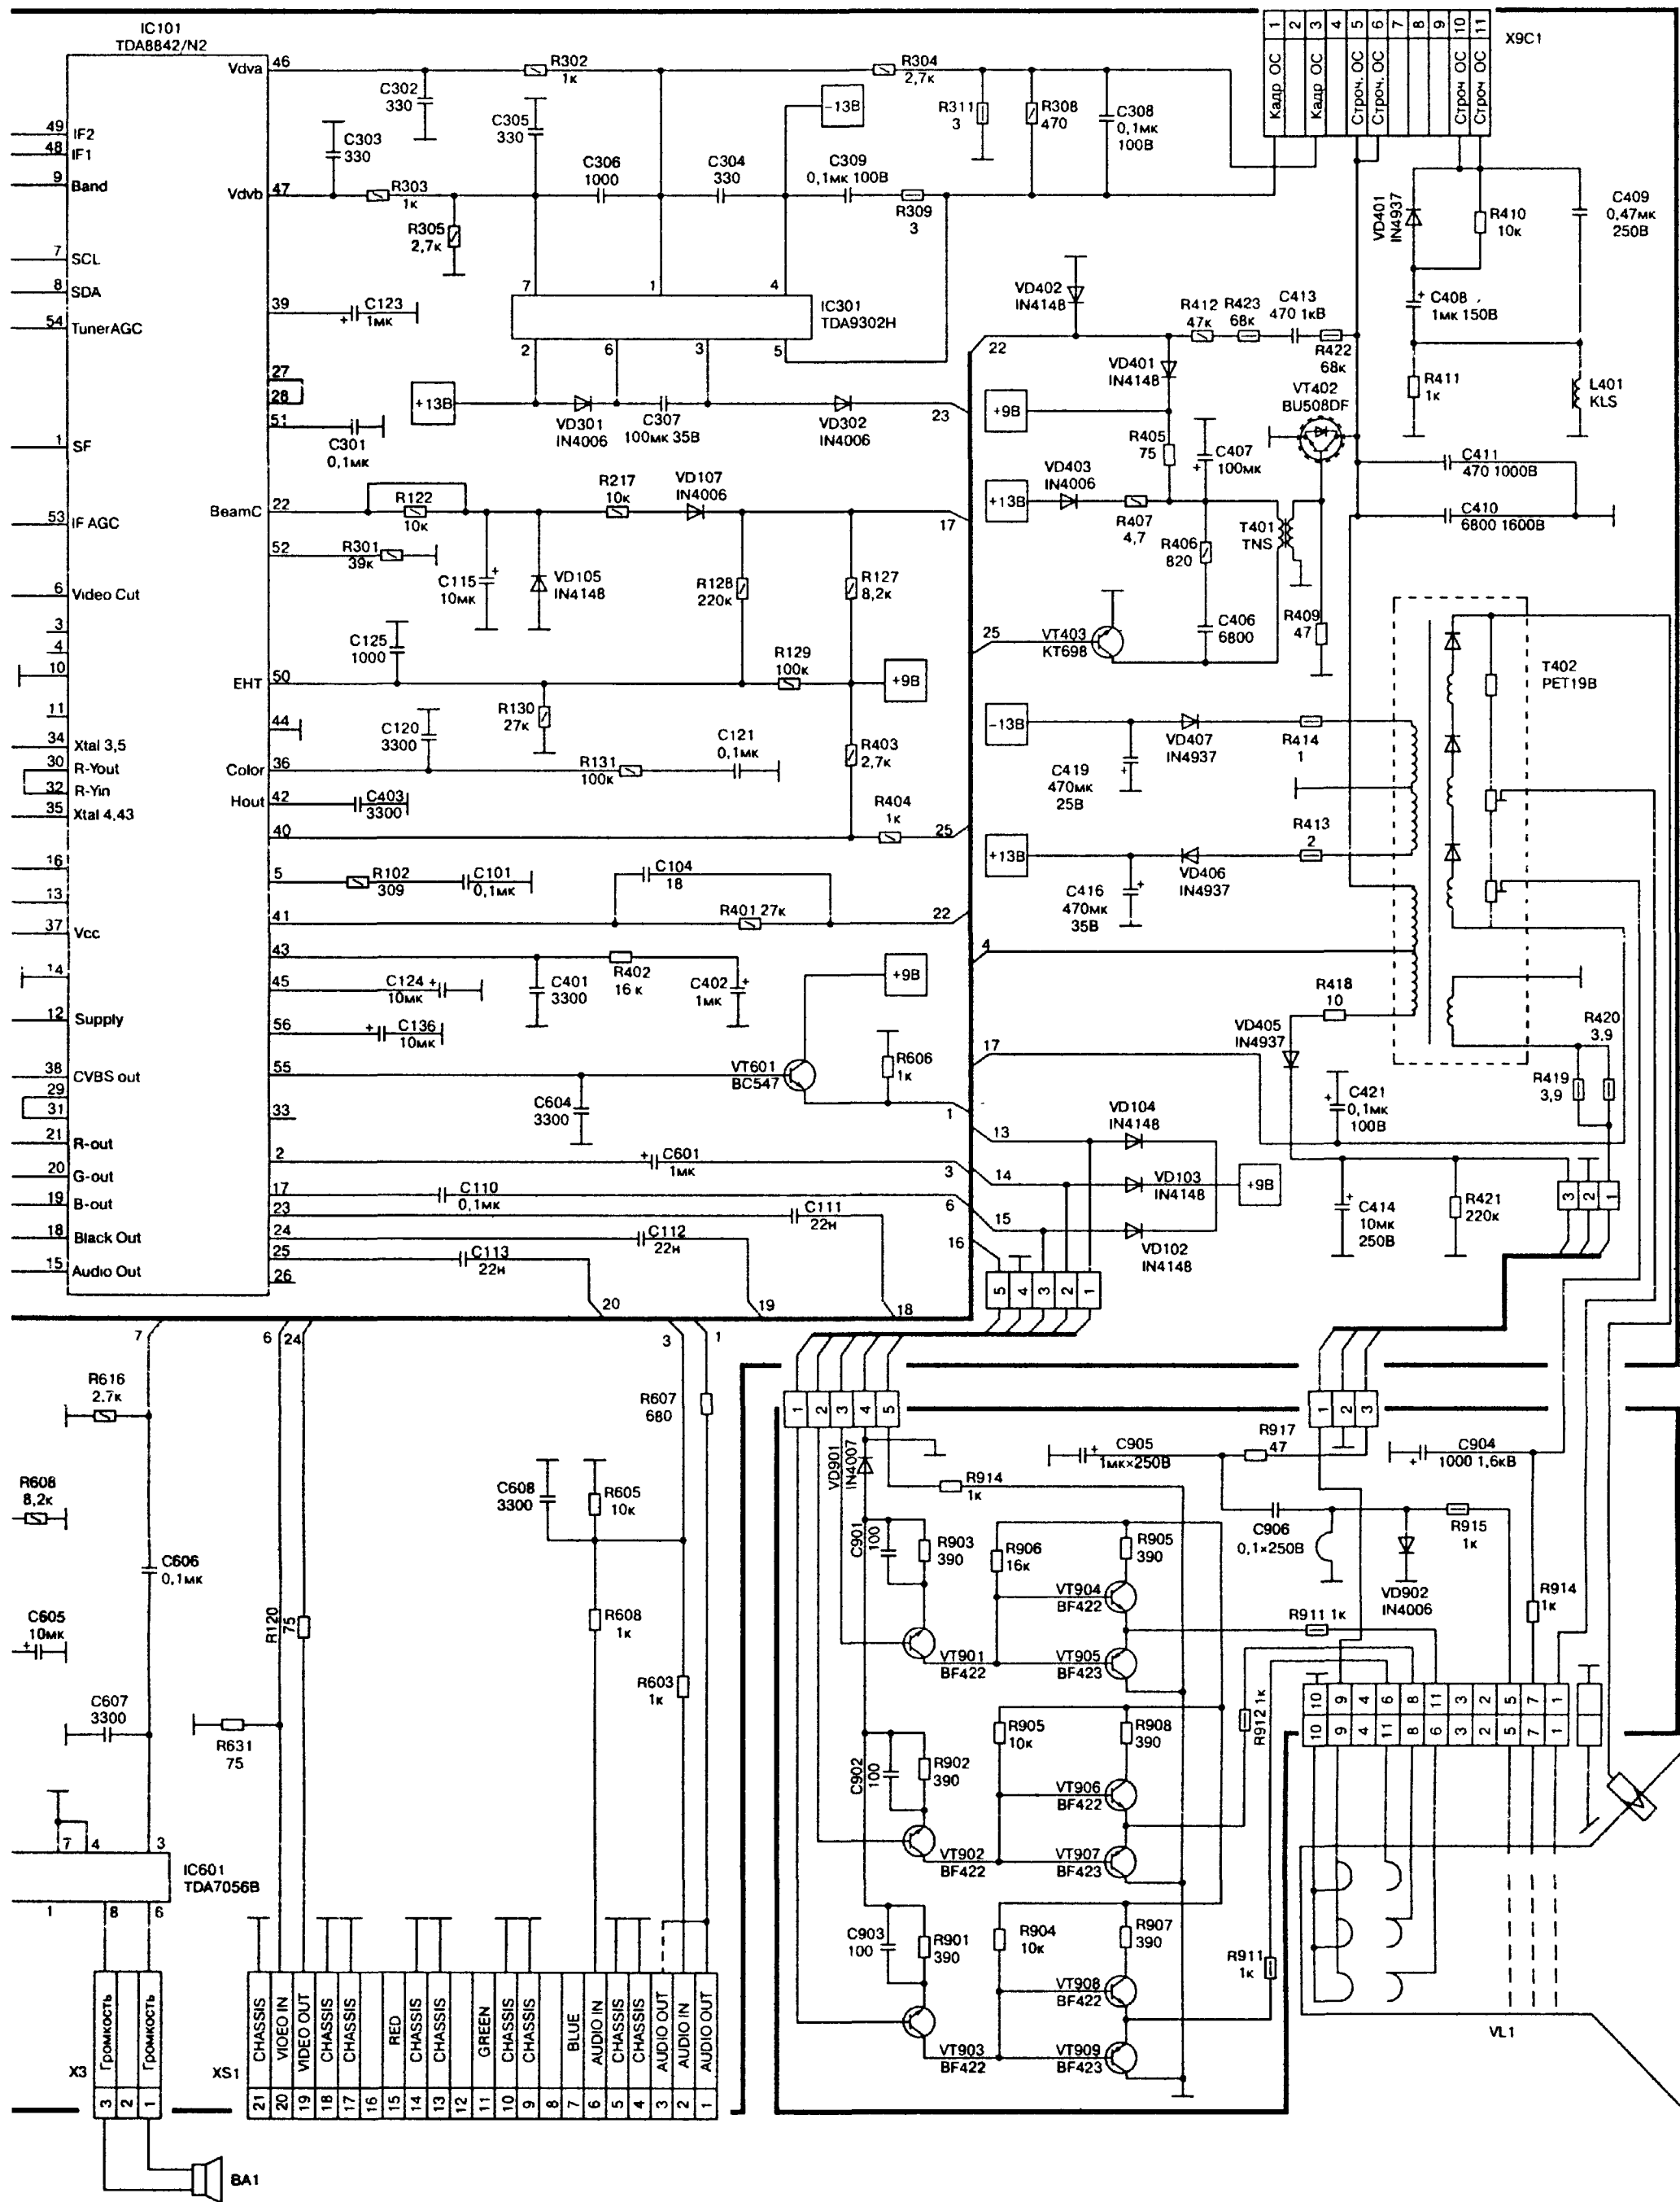 IC101
TDA8842/N2
Vdva
46
R302
1к
R304
2,7к
C302
330
C305
330
C303
330
-13В
R311
3
R308
470
C308
0,1мк
100В
Кадр ОС
Кадр ОС
Строч. ОС
Строч. ОС
Строч ОС
Строч ОС
1
2
3
4
5
6
7
8
9
10
11
X9C1
49
IF2
48
IF1
9
Band
Vdvb
47
R303
1к
R305
2,7к
C306
1000
C304
330
C309
0,1мк 100В
R309
3
VD401
IN4937
R410
10к
C409
0,47мк
250В
7
SCL
8
SDA
54
TunerAGC
39
C123
1мк
7
1
4
IC301
TDA9302H
2
6
3
5
VD402
IN4148
22
R412
47к
R423
68к
C413
470 1кВ
R422
68к
C408
1мк 150В
R411
1к
L401
KLS
27
28
51
C301
0,1мк
1
SF
+13В
VD301
IN4006
C307
100мк 35В
VD302
IN4006
23
+9В
VD401
IN4148
R405
75
C407
100мк
VT402
BU508DF
C411
470 1000В
C410
6800 1600В
53
IF AGC
BeamC
22
R122
10к
R217
10к
VD107
IN4006
17
+13В
VD403
IN4006
R407
4,7
R406
820
T401
TNS
52
R301
39к
C115
10мк
VD105
IN4148
R128
220к
R127
8,2к
6
Video Cut
3
4
10
C125
1000
EHT
50
R129
100к
+9В
25
VT403
КТ698
C406
6800
R409
47
T402
PET19B
R130
27к
11
34
Xtal 3,5
30
R-Yout
32
R-Yin
35
Xtal 4,43
44
C120
3300
Color
36
R131
100к
C121
0,1мк
R403
2,7к
-13В
VD407
IN4937
R414
1
C419
470мк
25В
Hout
42
C403
3300
40
R404
1к
25
+13В
VD406
IN4937
R413
2
C416
470мк
35В
16
13
5
R102
309
C101
0,1мк
C104
18
R401 27к
41
22
37
Vcc
14
43
C401
3300
R402
16 к
C402
1мк
+9В
4
45
C124
10мк
R418
10
VD405
IN4937
R420
3,9
R419
3,9
12
Supply
56
C136
10мк
R606
1к
17
38
CVBS out
29
31
55
VT601
BC547
C604
3300
33
1
C421
0,1мк
100В
21
R-out
20
G-out
19
B-out
18
Black Out
15
Audio Out
2
C601
1мк
3
13
VD104
IN4148
14
VD103
IN4148
+9В
15
VD102
IN4148
16
C414
10мк
250В
R421
220к
3
2
1
17
C110
0,1мк
6
23
C111
22н
24
C112
22н
25
C113
22н
26
20
19
18
5
4
3
2
1
7
6
24
3
1
R616
2.7к
R607
680
1
2
3
4
5
1
2
3
R608
8,2к
C608
3300
R605
10к
VD901
IN4007
R914
1к
C905
1мк×250В
R917
47
C904
1000 1,6кВ
C606
0,1мк
C901
100
R903
390
R906
16к
R905
390
C906
0,1×250В
VD902
IN4006
R915
1к
R914
1к
C605
10мк
R120
75
R608
1к
VT904
BF422
R911 1к
VT901
BF422
VT905
BF423
C607
3300
R603
1к
R631
75
R905
10к
R908
390
R912 1к
10
9
4
6
8
11
3
2
5
7
1
10
9
4
11
8
6
3
2
5
7
1
C902
100
R902
390
VT906
BF422
VT902
BF422
VT907
BF423
7
4
3
IC601
TDA7056B
1
8
6
C903
100
R901
390
R904
10к
R907
390
R911
1к
VT908
BF422
VT903
BF422
VT909
BF423
VL1
X3
Громкость
Громкость
3
2
1
XS1
CHASSIS
VIOEO IN
VIDEO OUT
CHASSIS
CHASSIS
RED
CHASSIS
CHASSIS
GREEN
CHASSIS
CHASSIS
BLUE
AUDIO IN
CHASSIS
CHASSIS
AUDIO OUT
AUDIO IN
AUDIO OUT
21
20
19
18
17
16
15
14
13
12
11
10
9
8
7
6
5
4
3
2
1
BA1